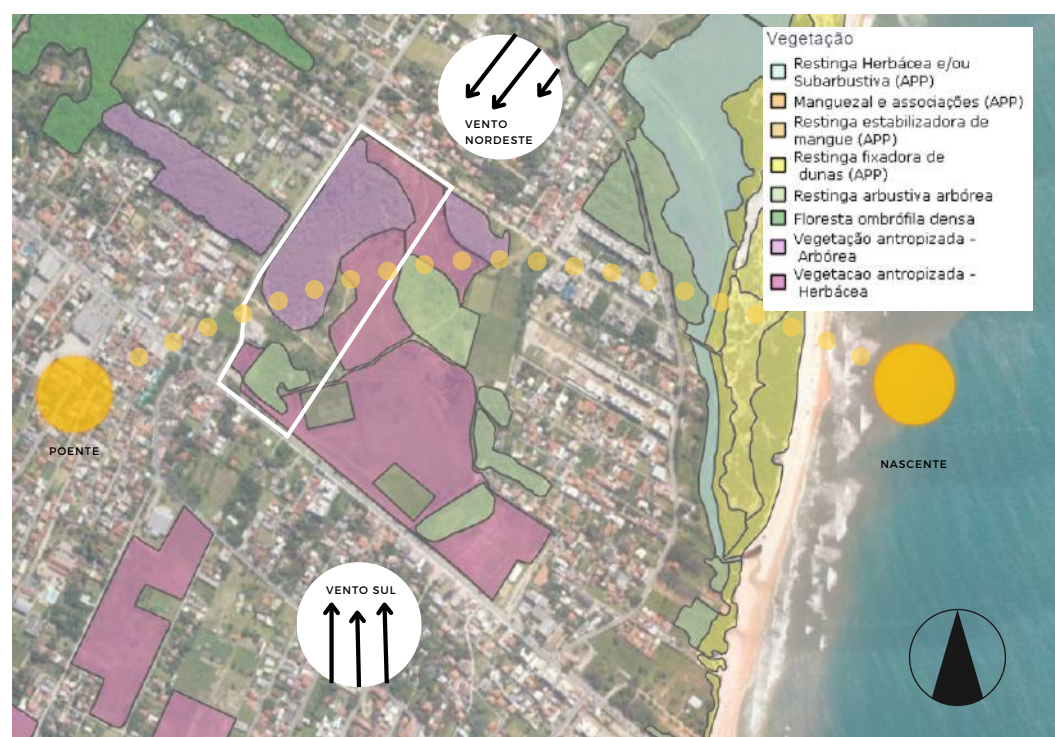 Vegetação
Restinga Herbácea e/ou
Subarbustiva (APP)
Manguezal e associações (APP)
Restinga estabilizadora de
mangue (APP)
Restinga fixadora de
dunas (APP)
Restinga arbustiva arbórea
Floresta ombrófila densa
Vegetação antropizada -
Arbórea
Vegetacao antropizada -
Herbácea
VENTO
NORDESTE
POENTE
NASCENTE
VENTO SUL